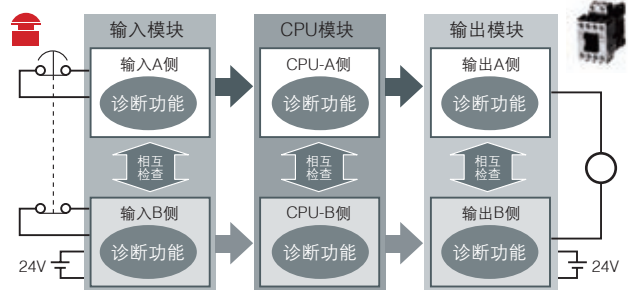 输入模块
CPU模块
输出模块
输入A侧
CPU-A侧
输出A侧
诊断功能
诊断功能
诊断功能
相互
检查
相互
检查
相互
检查
输入B侧
CPU-B侧
输出B侧
诊断功能
诊断功能
诊断功能
24V
24V